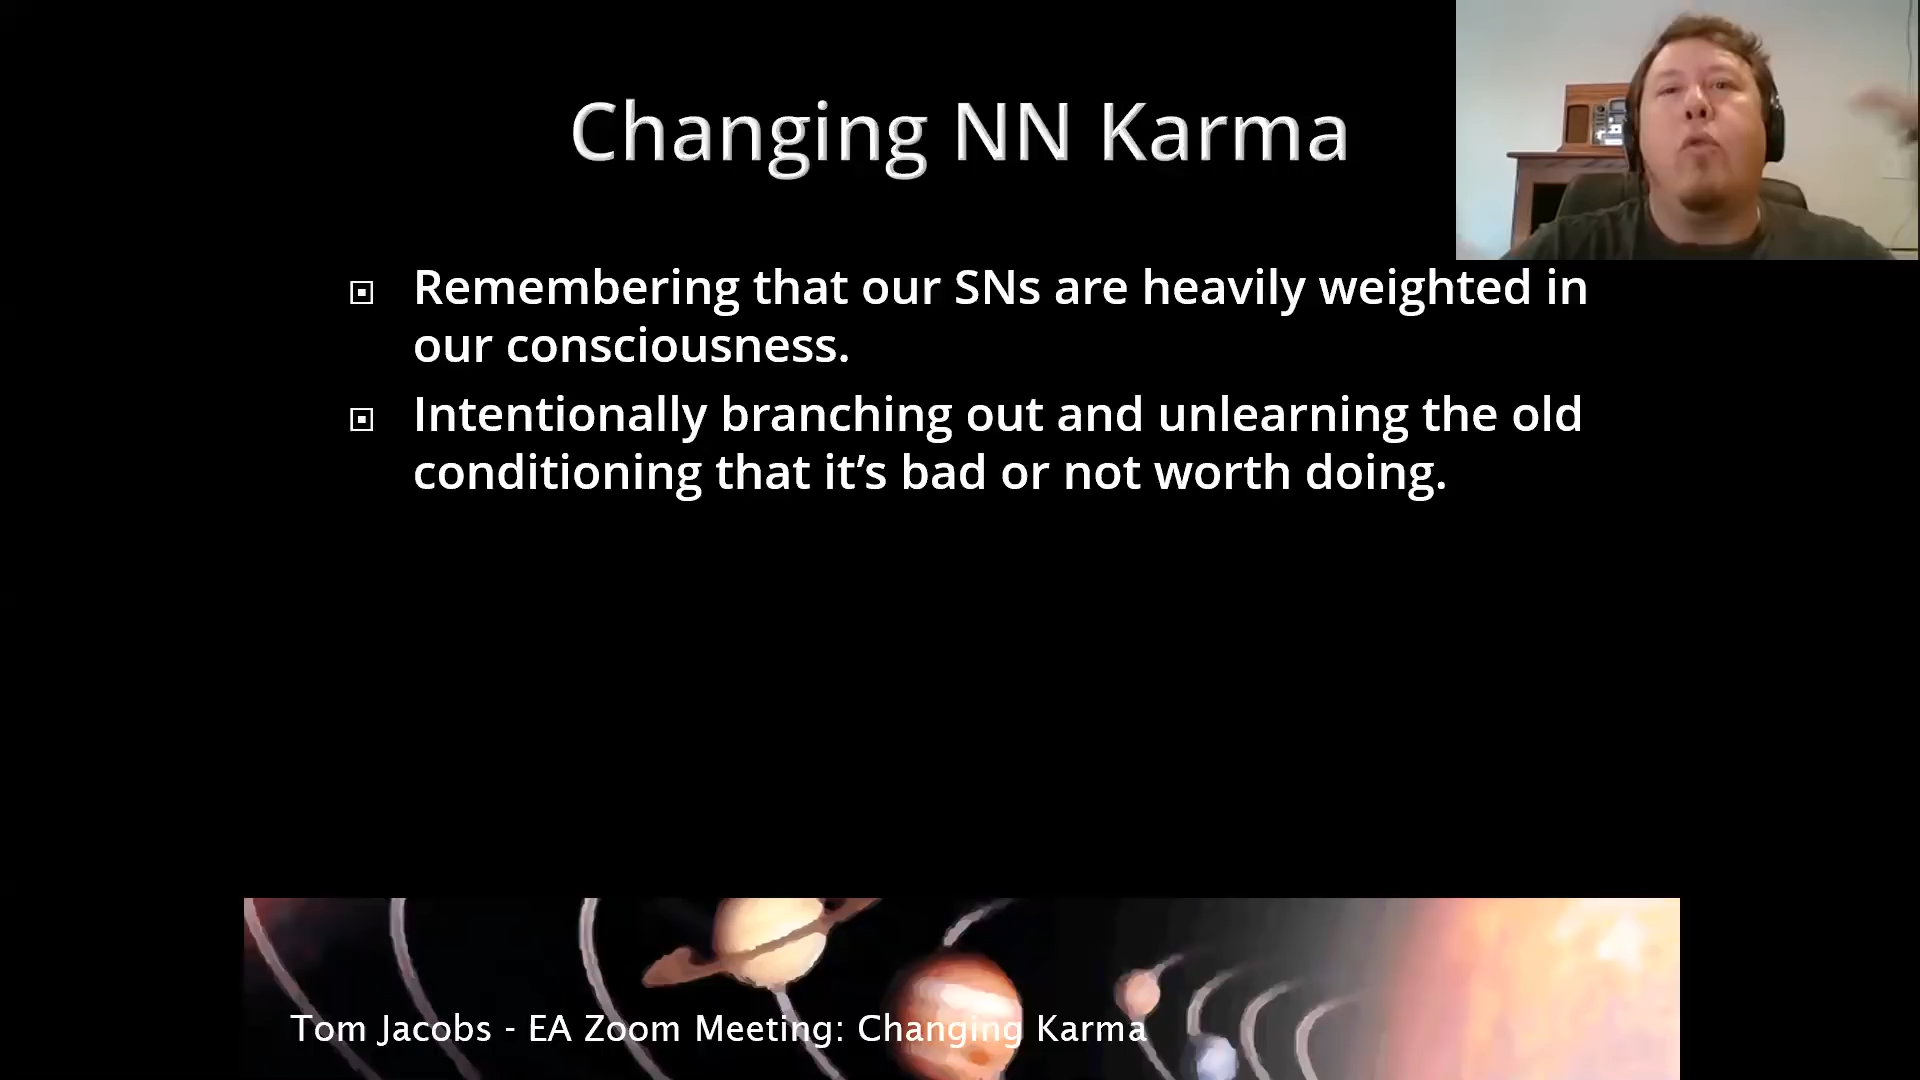 Changing NN Karma
Remembering that our SNs are heavily weighted in
our consciousness.
Intentionally branching out and unlearning the old
conditioning that it’s bad or not worth doing.
Tom Jacobs - EA Zoom Meeting: Changing Karma